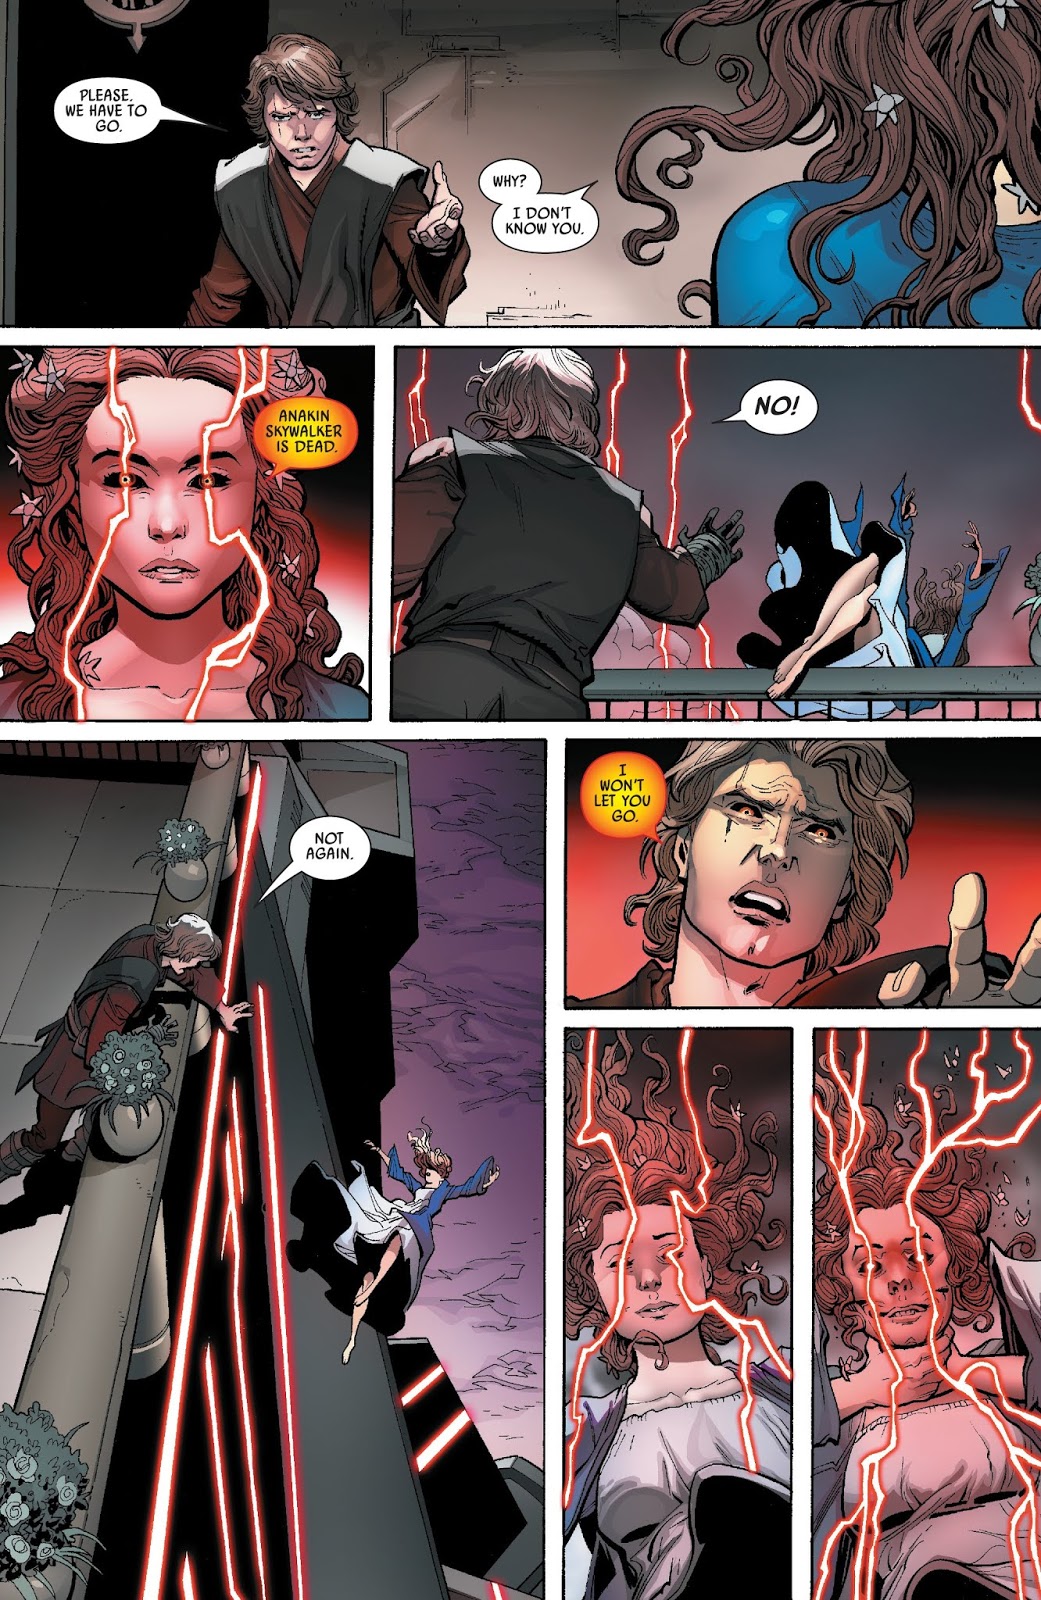 PLEASE,
WE HAVE TO
GO.
WHY?
I DON'T
KNOW YOU.
ANAKIN
SKYWALKER
IS DEAD.
NO!
NOT
AGAIN.
I
WON'T
LET YOU
GO.